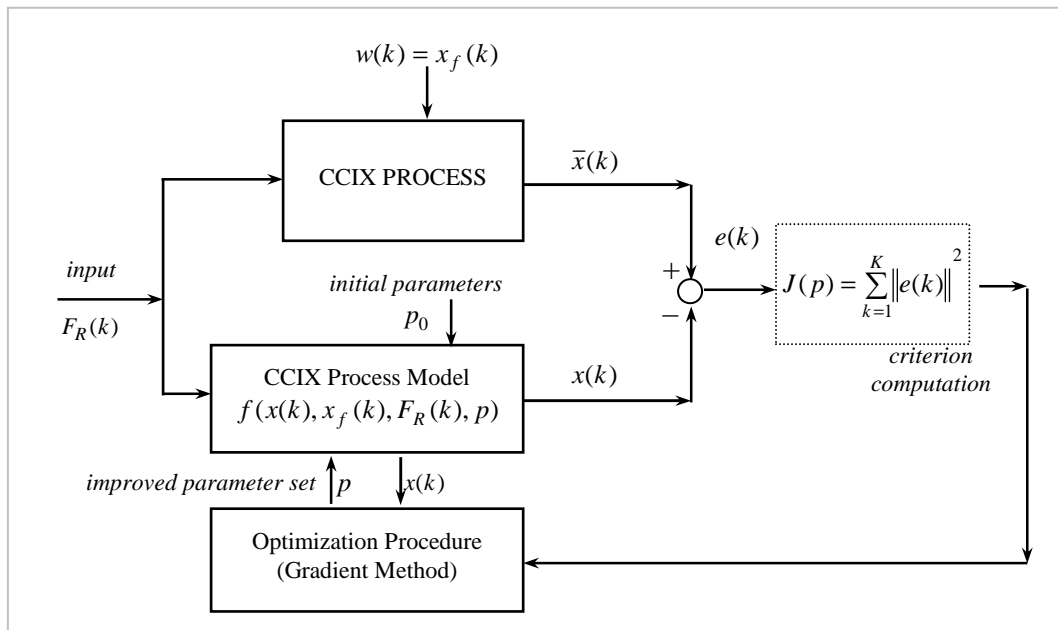 w(k) = x_f (k)
CCIX PROCESS
x̄(k)
e(k)
input
F_R(k)
initial parameters
p_0
+
−
J(p) = \sum_{k=1}^{K} \|e(k)\|^2
criterion
computation
CCIX Process Model
f(x(k), x_f(k), F_R(k), p)
x(k)
improved parameter set
p
x(k)
Optimization Procedure
(Gradient Method)